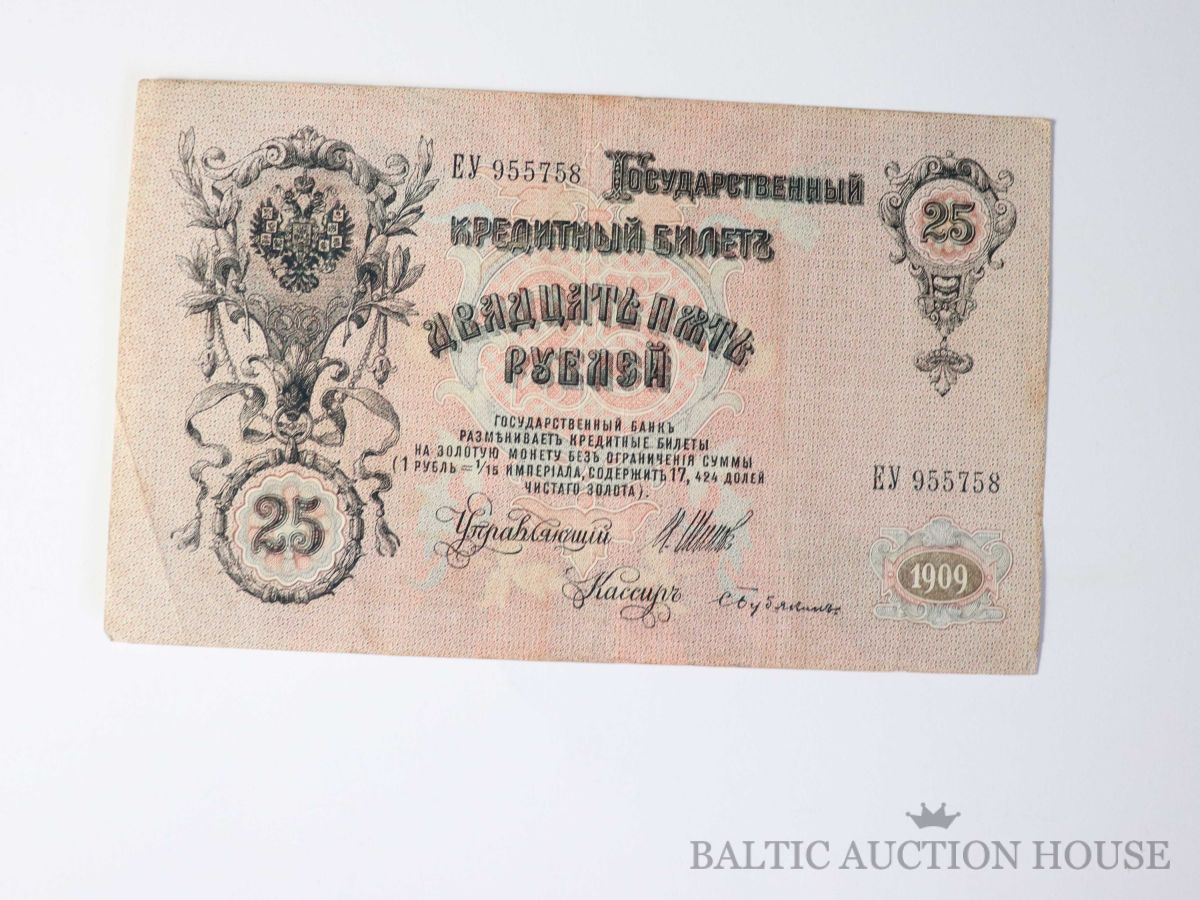 ЕУ 955758
Государственный
Кредитный Билетъ
25
Двадцать Пять
Рублей
ГОСУДАРСТВЕННЫЙ БАНКЪ
РАЗМѢНИВАЕТЪ КРЕДИТНЫЕ БИЛЕТЫ
НА ЗОЛОТУЮ МОНЕТУ БЕЗЪ ОГРАНИЧЕНІЯ СУММЫ
(1 РУБЛЬ = 1/15 ИМПЕРІАЛА, СОДЕРЖИТЪ 17, 424 ДОЛЕЙ
ЧИСТАГО ЗОЛОТА).
ЕУ 955758
25
Управляющій
И. Шипов
Кассиръ
1909
BALTIC AUCTION HOUSE